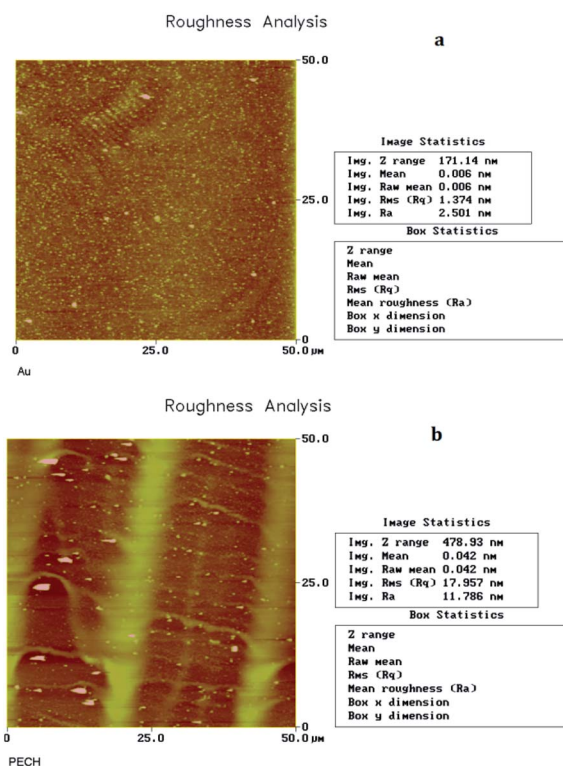 Roughness Analysis
a
50.0
25.0
0
0
25.0
50.0 µM
Au
Image Statistics
Img. Z range 171.14 nM
Img. Mean 0.006 nM
Img. Raw mean 0.006 nM
Img. Rms (Rq) 1.374 nM
Img. Ra 2.501 nM
Box Statistics
Z range
Mean
Raw mean
Rms (Rq)
Mean roughness (Ra)
Box x dimension
Box y dimension
Roughness Analysis
b
50.0
25.0
0
0
25.0
50.0 µM
PECH
Image Statistics
Img. Z range 478.93 nM
Img. Mean 0.042 nM
Img. Raw mean 0.042 nM
Img. Rms (Rq) 17.957 nM
Img. Ra 11.786 nM
Box Statistics
Z range
Mean
Raw mean
Rms (Rq)
Mean roughness (Ra)
Box x dimension
Box y dimension